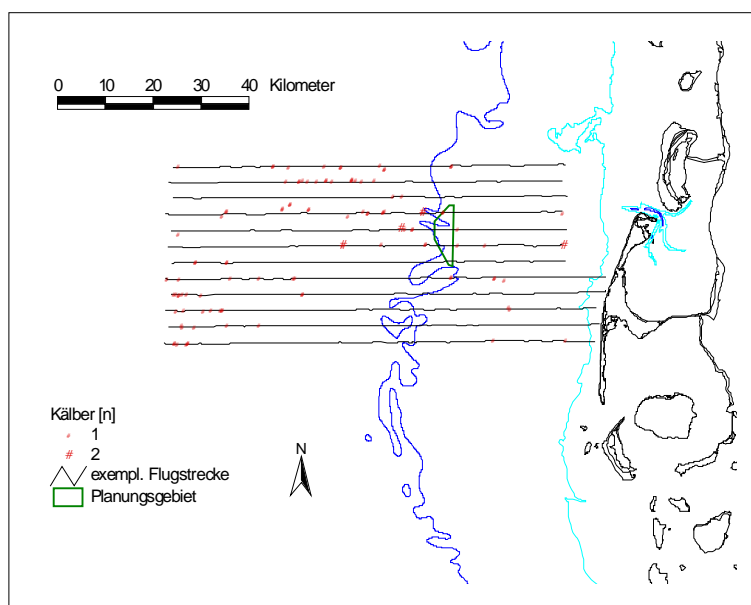 0 10 20 30 40 Kilometer
Kälber [n]
1
# 2
exempl. Flugstrecke
Planungsgebiet
N